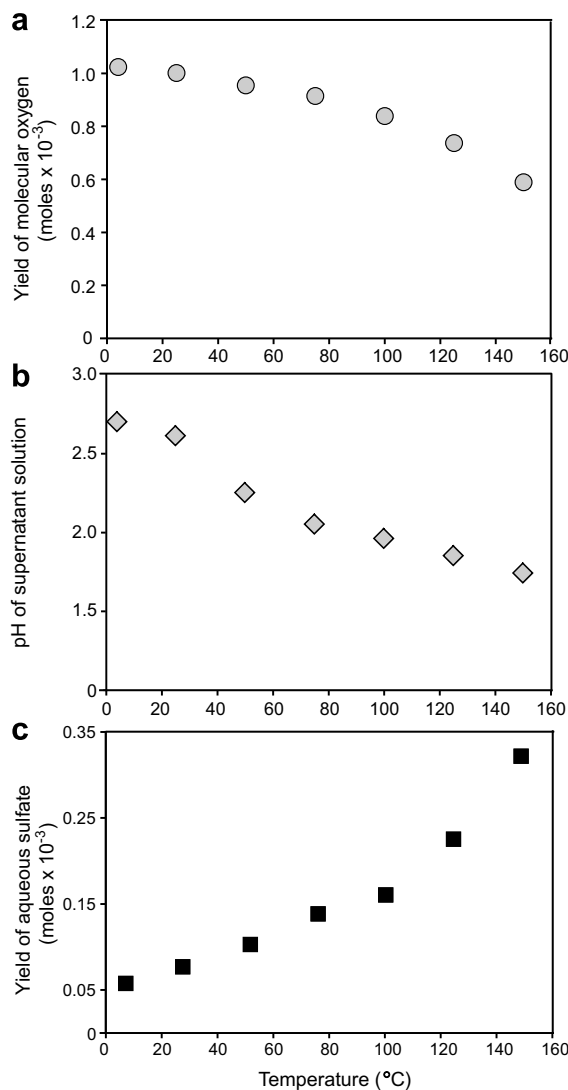 a
1.2
1.0
0.8
0.6
0.4
0.2
0
0 20 40 60 80 100 120 140 160
Yield of molecular oxygen
(moles x 10⁻³)
b
3.0
2.5
2.0
1.5
0
0 20 40 60 80 100 120 140 160
pH of supernatant solution
c
0.35
0.25
0.15
0.05
0
0 20 40 60 80 100 120 140 160
Yield of aqueous sulfate
(moles x 10⁻³)
Temperature (°C)